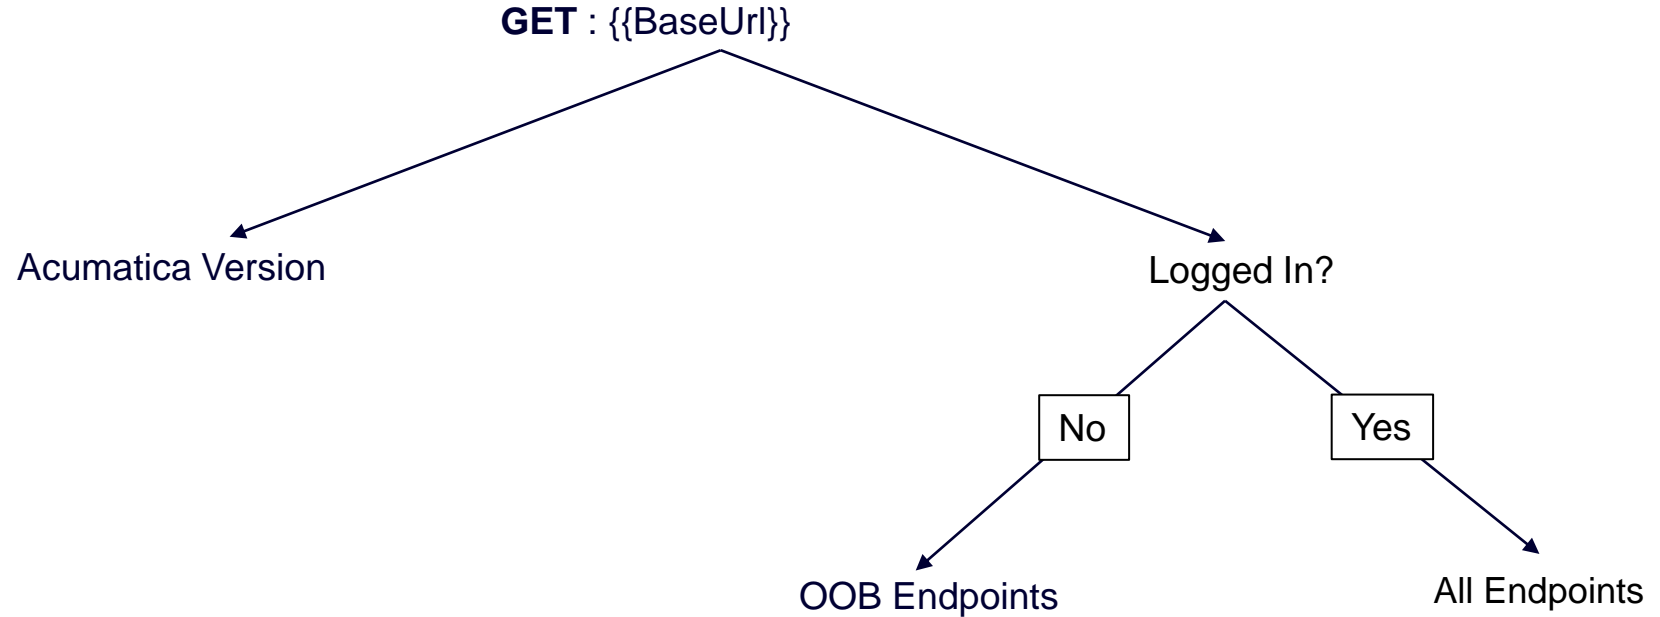 GET : {{BaseUrl}}
Acumatica Version
Logged In?
No
Yes
OOB Endpoints
All Endpoints